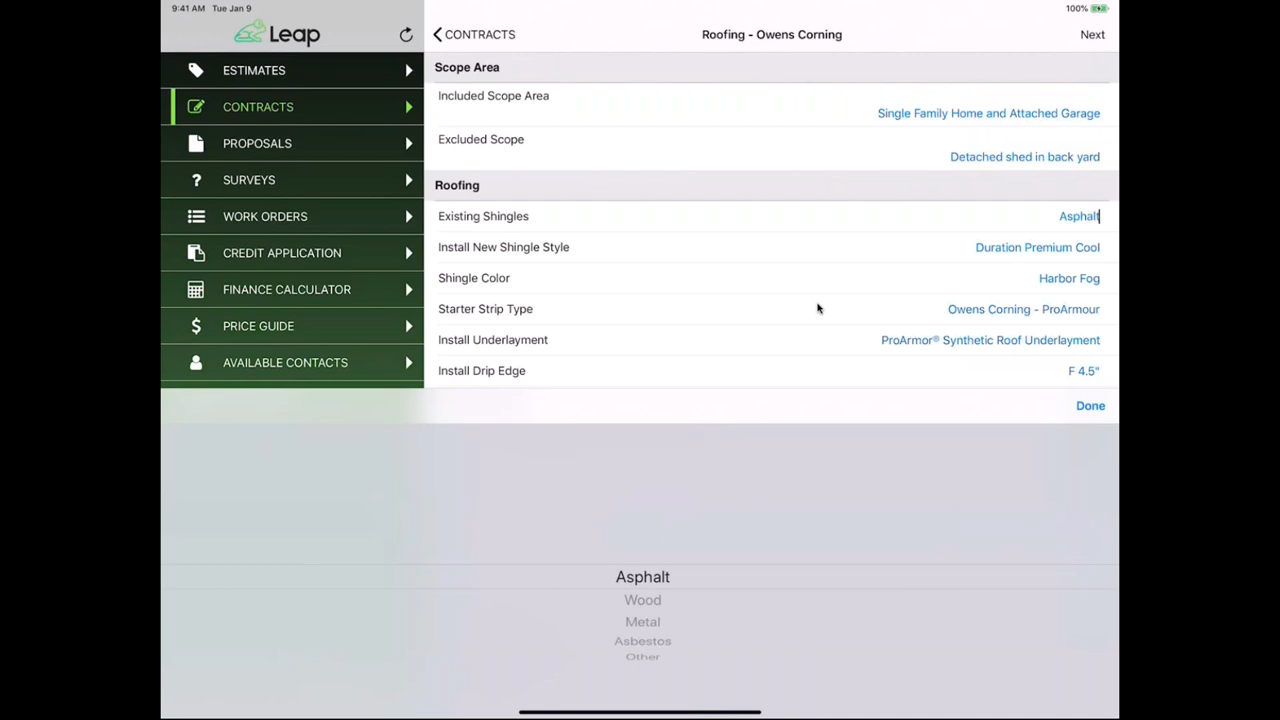 9:41 AM Tue Jan 9
100%
Leap
CONTRACTS
Roofing - Owens Corning
Next
ESTIMATES
CONTRACTS
PROPOSALS
SURVEYS
WORK ORDERS
CREDIT APPLICATION
FINANCE CALCULATOR
PRICE GUIDE
AVAILABLE CONTACTS
Scope Area
Included Scope Area
Single Family Home and Attached Garage
Excluded Scope
Detached shed in back yard
Roofing
Existing Shingles Asphalt
Install New Shingle Style Duration Premium Cool
Shingle Color Harbor Fog
Starter Strip Type Owens Corning - ProArmour
Install Underlayment ProArmor® Synthetic Roof Underlayment
Install Drip Edge F 4.5"
Done
Asphalt
Wood
Metal
Asbestos
Other